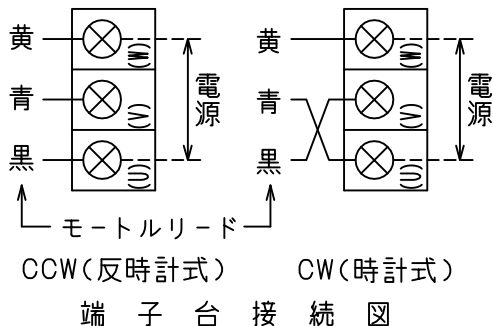 黄 (W) 黄 (W)
青 (V) 電源 青 (V) 電源
黒 (U) 黒 (U)
モートルリード
CCW(反時計式) CW(時計式)
端子台接続図